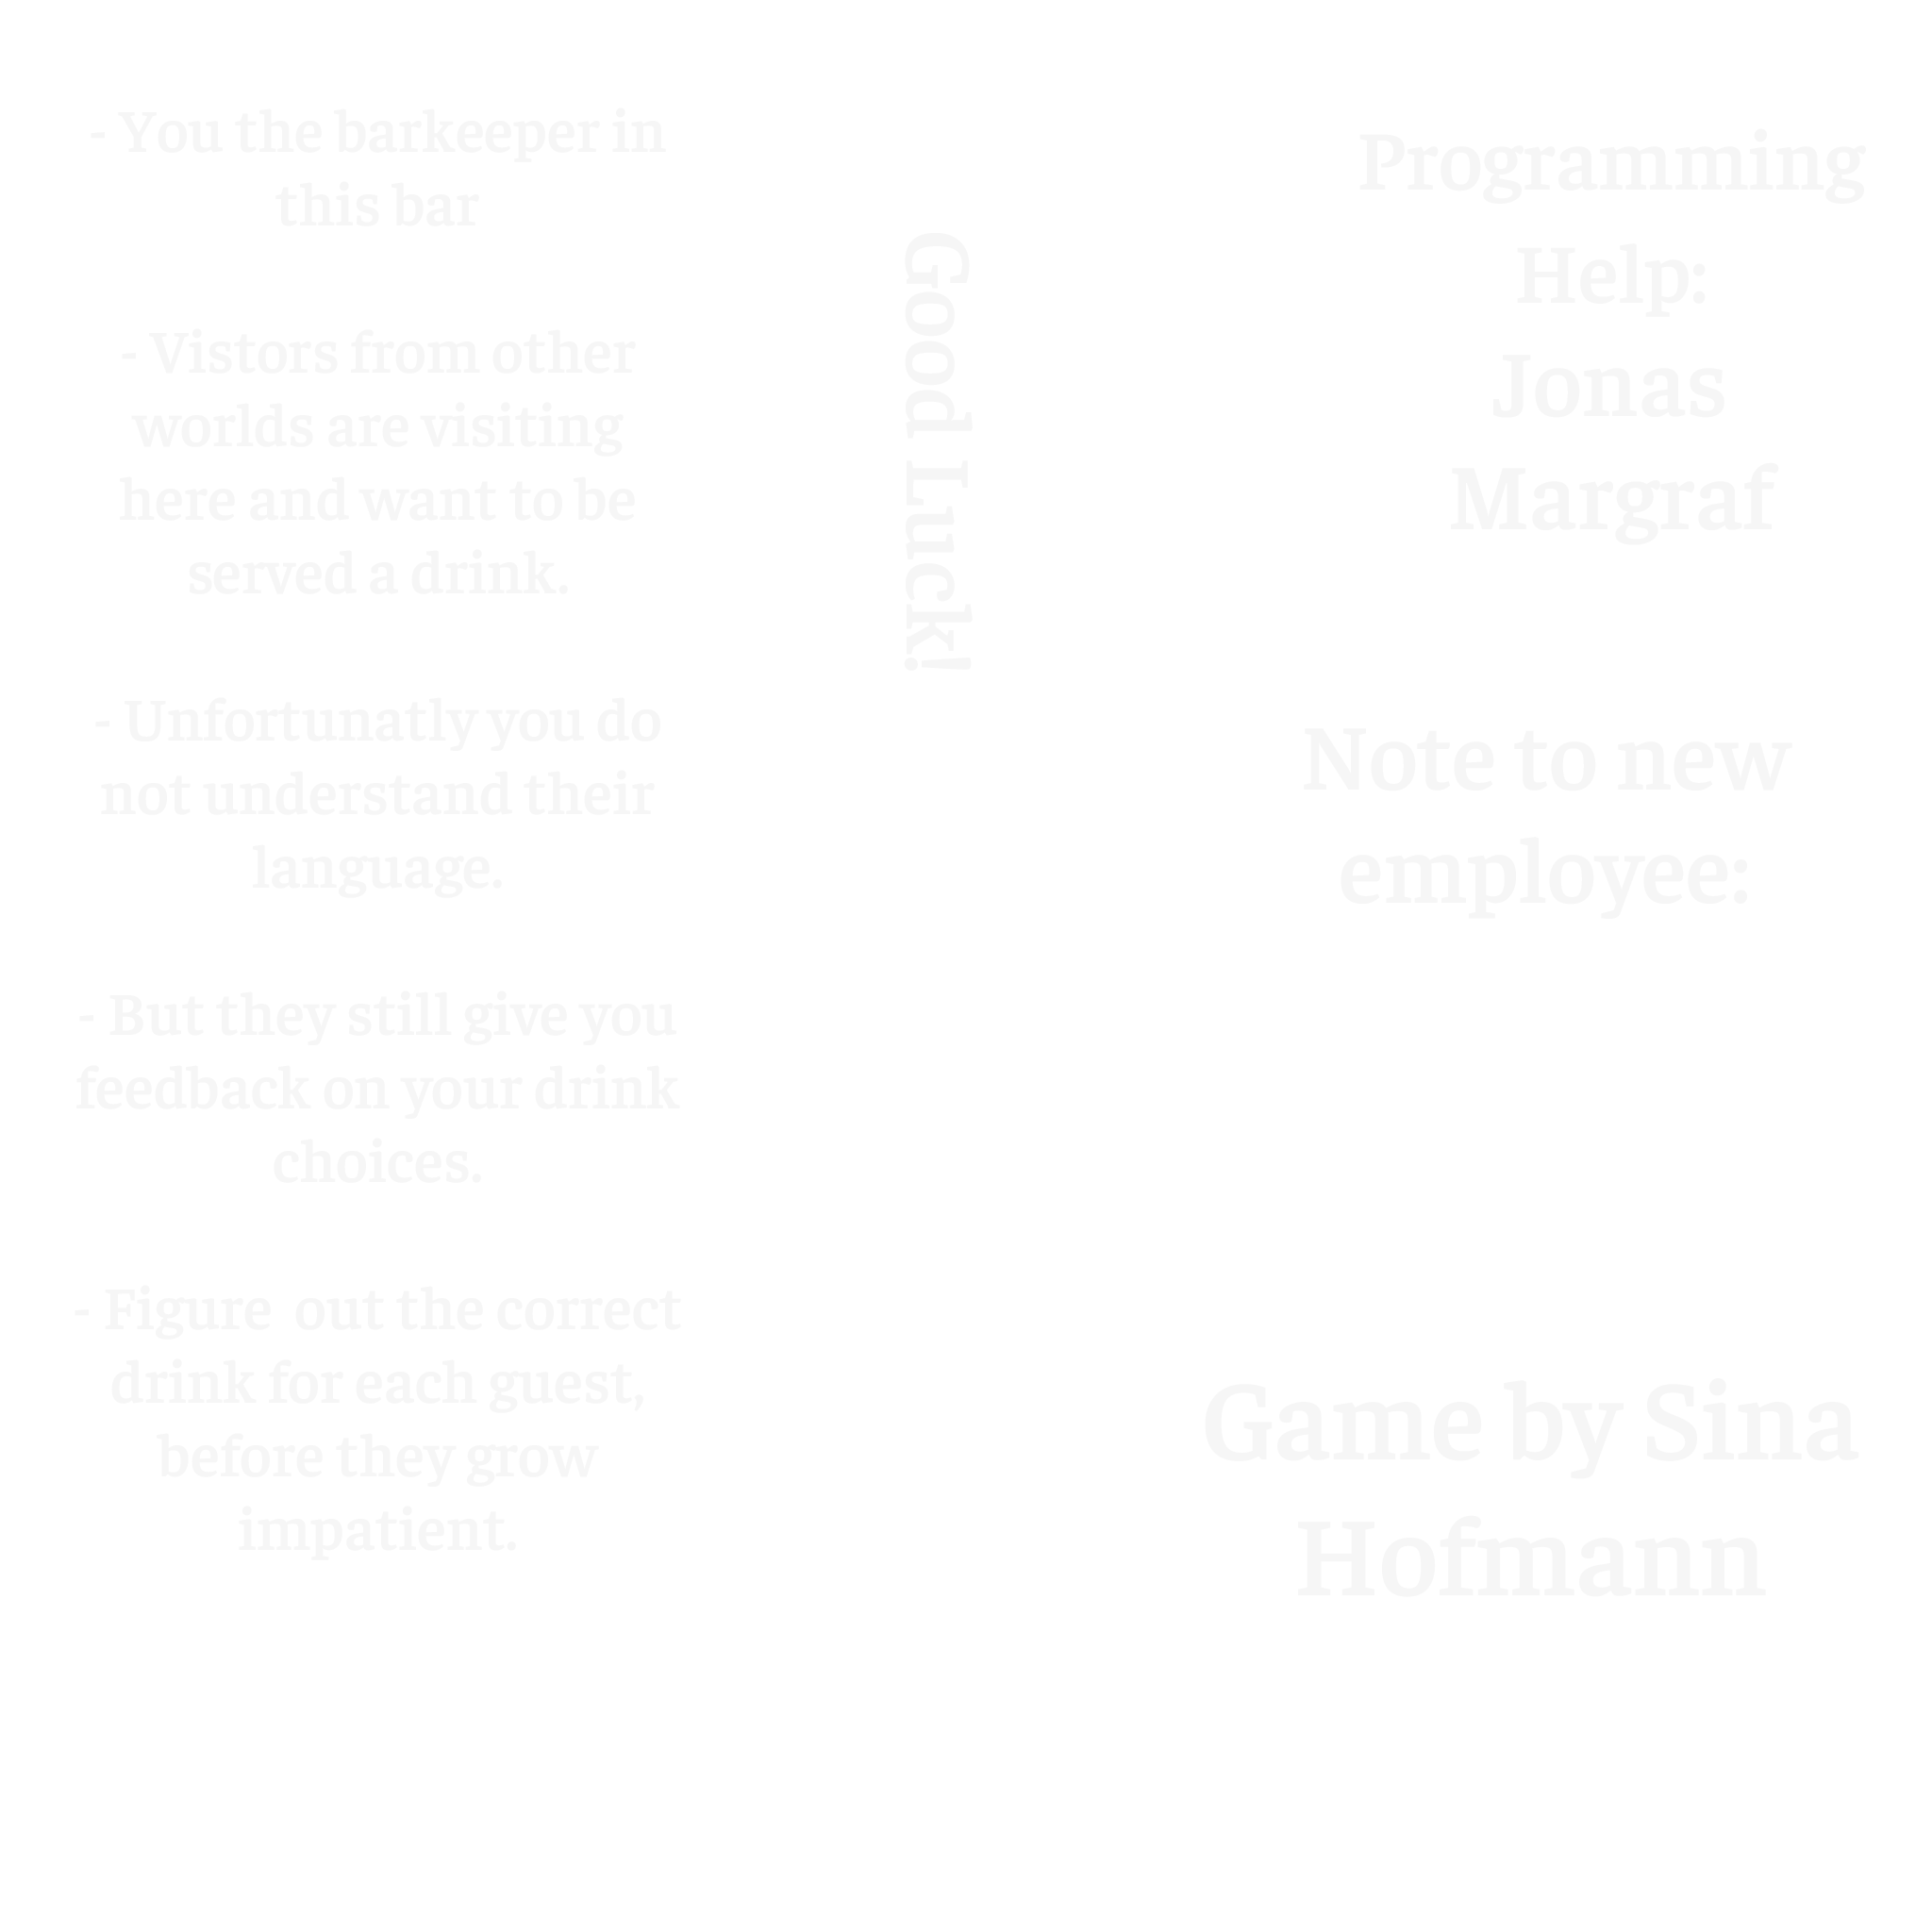 - You the barkeeper in
this bar
- Vistors from other
worlds are visiting
here and want to be
served a drink.
- Unfortunatly you do
not understand their
language.
- But they still give you
feedback on your drink
choices.
- Figure  out the correct
drink for each guest,
before they grow
impatient.
Good Luck!
Programming
Help:
Jonas
Margraf
Note to new
employee:
Game by Sina
Hofmann